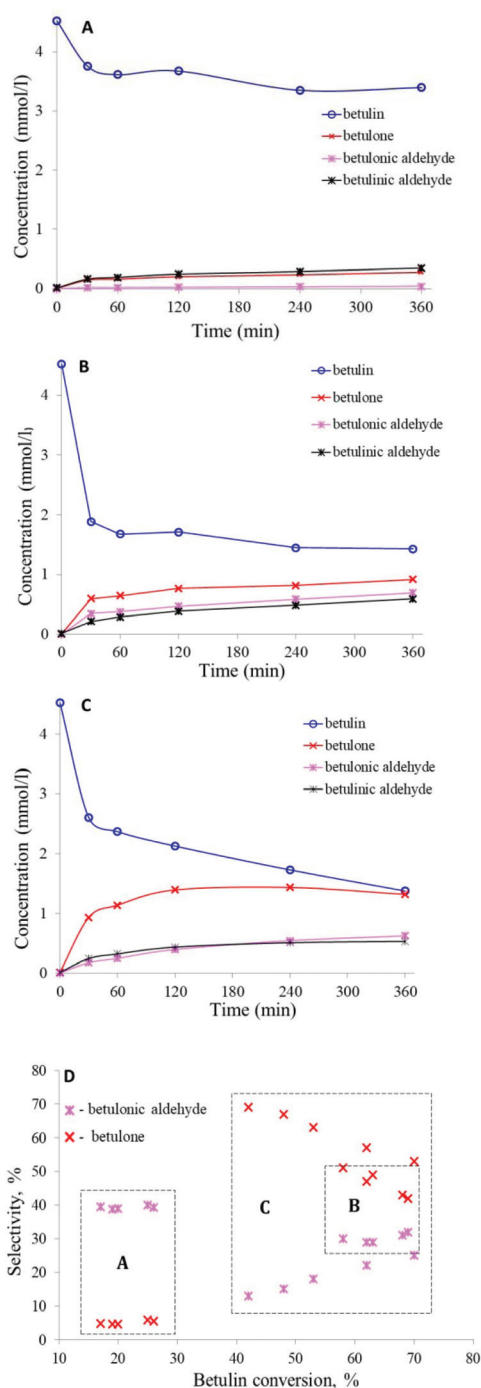 A
Concentration (mmol/l)
4
3
2
1
0
betulin
betulone
betulonic aldehyde
betulinic aldehyde
0 60 120 180 240 300 360
Time (min)
B
Concentration (mmol/l)
4
3
2
1
0
betulin
betulone
betulonic aldehyde
betulinic aldehyde
0 60 120 180 240 300 360
Time (min)
C
Concentration (mmol/l)
4
3
2
1
0
betulin
betulone
betulonic aldehyde
betulinic aldehyde
0 60 120 180 240 300 360
Time (min)
D
Selectivity, %
80
70
60
50
40
30
20
10
0
- betulonic aldehyde
- betulone
A
C
B
10 20 30 40 50 60 70 80
Betulin conversion, %